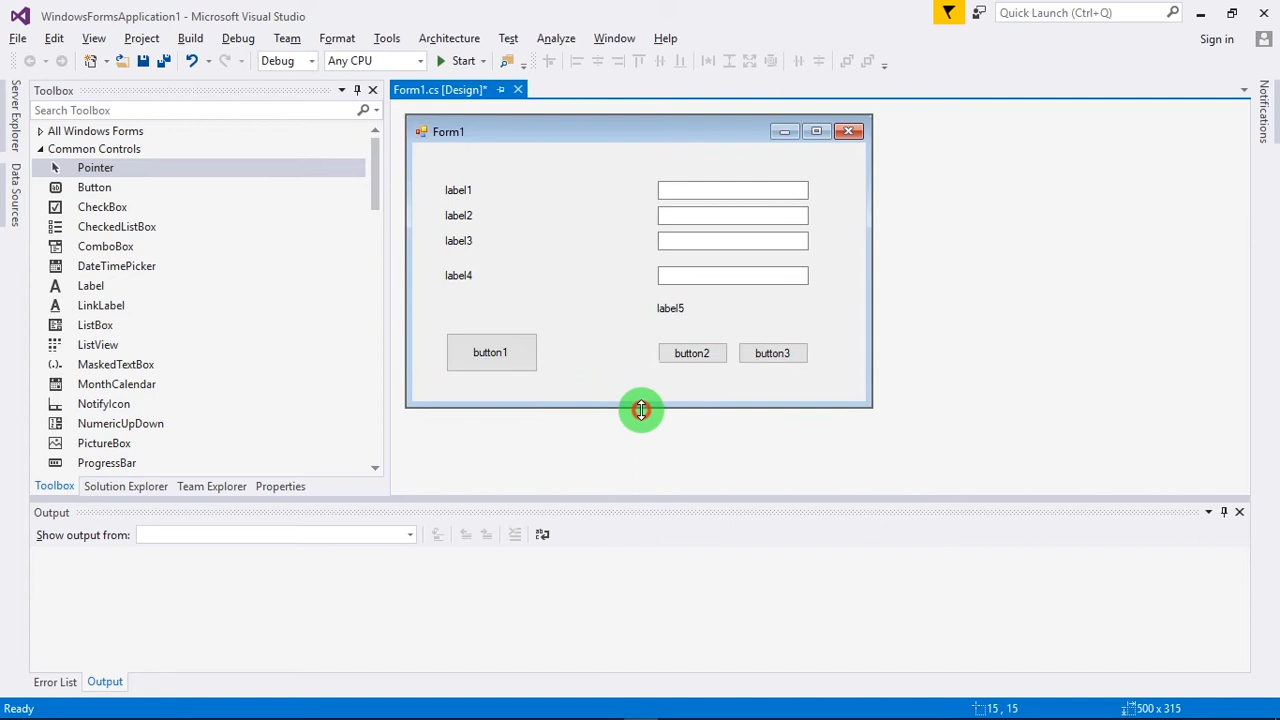 WindowsFormsApplication1 - Microsoft Visual Studio
Quick Launch (Ctrl+Q)
File Edit View Project Build Debug Team Format Tools Architecture Test Analyze Window Help
Sign in
Debug Any CPU Start
Server Explorer
Data Sources
Toolbox
Search Toolbox
All Windows Forms
Common Controls
Pointer
Button
CheckBox
CheckedListBox
ComboBox
DateTimePicker
Label
LinkLabel
ListBox
ListView
MaskedTextBox
MonthCalendar
NotifyIcon
NumericUpDown
PictureBox
ProgressBar
Toolbox Solution Explorer Team Explorer Properties
Form1.cs [Design]*
Form1
label1
label2
label3
label4
label5
button1 button2 button3
Notifications
Output
Show output from:
Error List Output
Ready
15 , 15
500 x 315